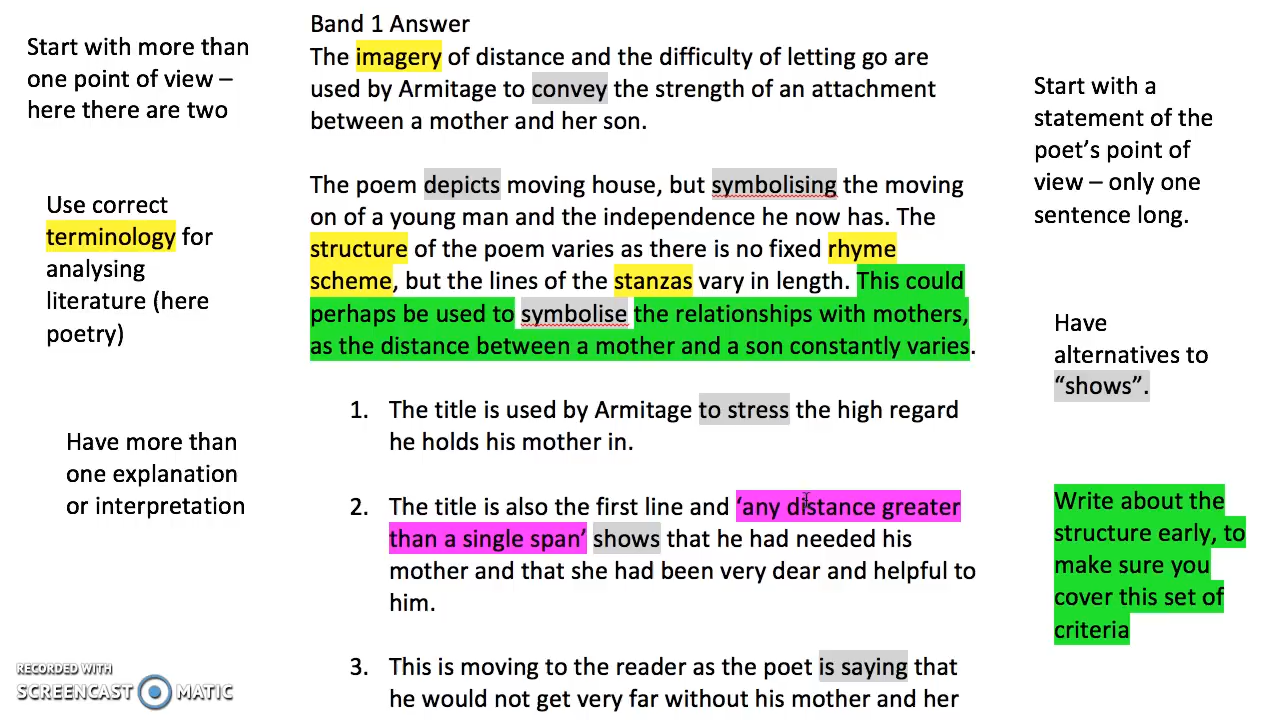 Start with more than
one point of view –
here there are two
Use correct
terminology for
analysing
literature (here
poetry)
Have more than
one explanation
or interpretation
Band 1 Answer
The imagery of distance and the difficulty of letting go are
used by Armitage to convey the strength of an attachment
between a mother and her son.
The poem depicts moving house, but symbolising the moving
on of a young man and the independence he now has. The
structure of the poem varies as there is no fixed rhyme
scheme, but the lines of the stanzas vary in length. This could
perhaps be used to symbolise the relationships with mothers,
as the distance between a mother and a son constantly varies.
1. The title is used by Armitage to stress the high regard
he holds his mother in.
2. The title is also the first line and ‘any distance greater
than a single span’ shows that he had needed his
mother and that she had been very dear and helpful to
him.
3. This is moving to the reader as the poet is saying that
he would not get very far without his mother and her
Start with a
statement of the
poet’s point of
view – only one
sentence long.
Have
alternatives to
“shows”.
Write about the
structure early, to
make sure you
cover this set of
criteria
RECORDED WITH
SCREENCAST MATIC